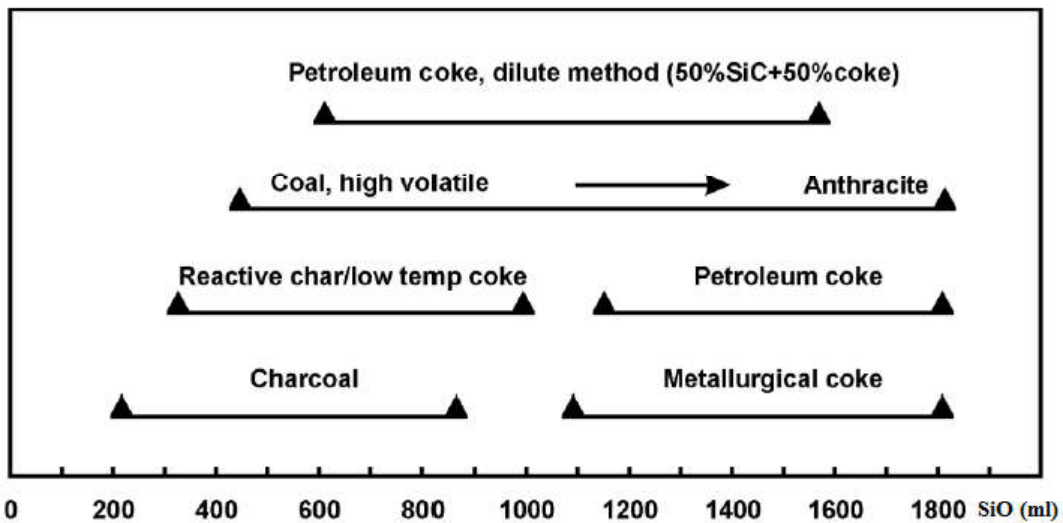 Petroleum coke, dilute method (50%SiC+50%coke)
Coal, high volatile Anthracite
Reactive char/low temp coke Petroleum coke
Charcoal Metallurgical coke
0 200 400 600 800 1000 1200 1400 1600 1800 SiO (ml)